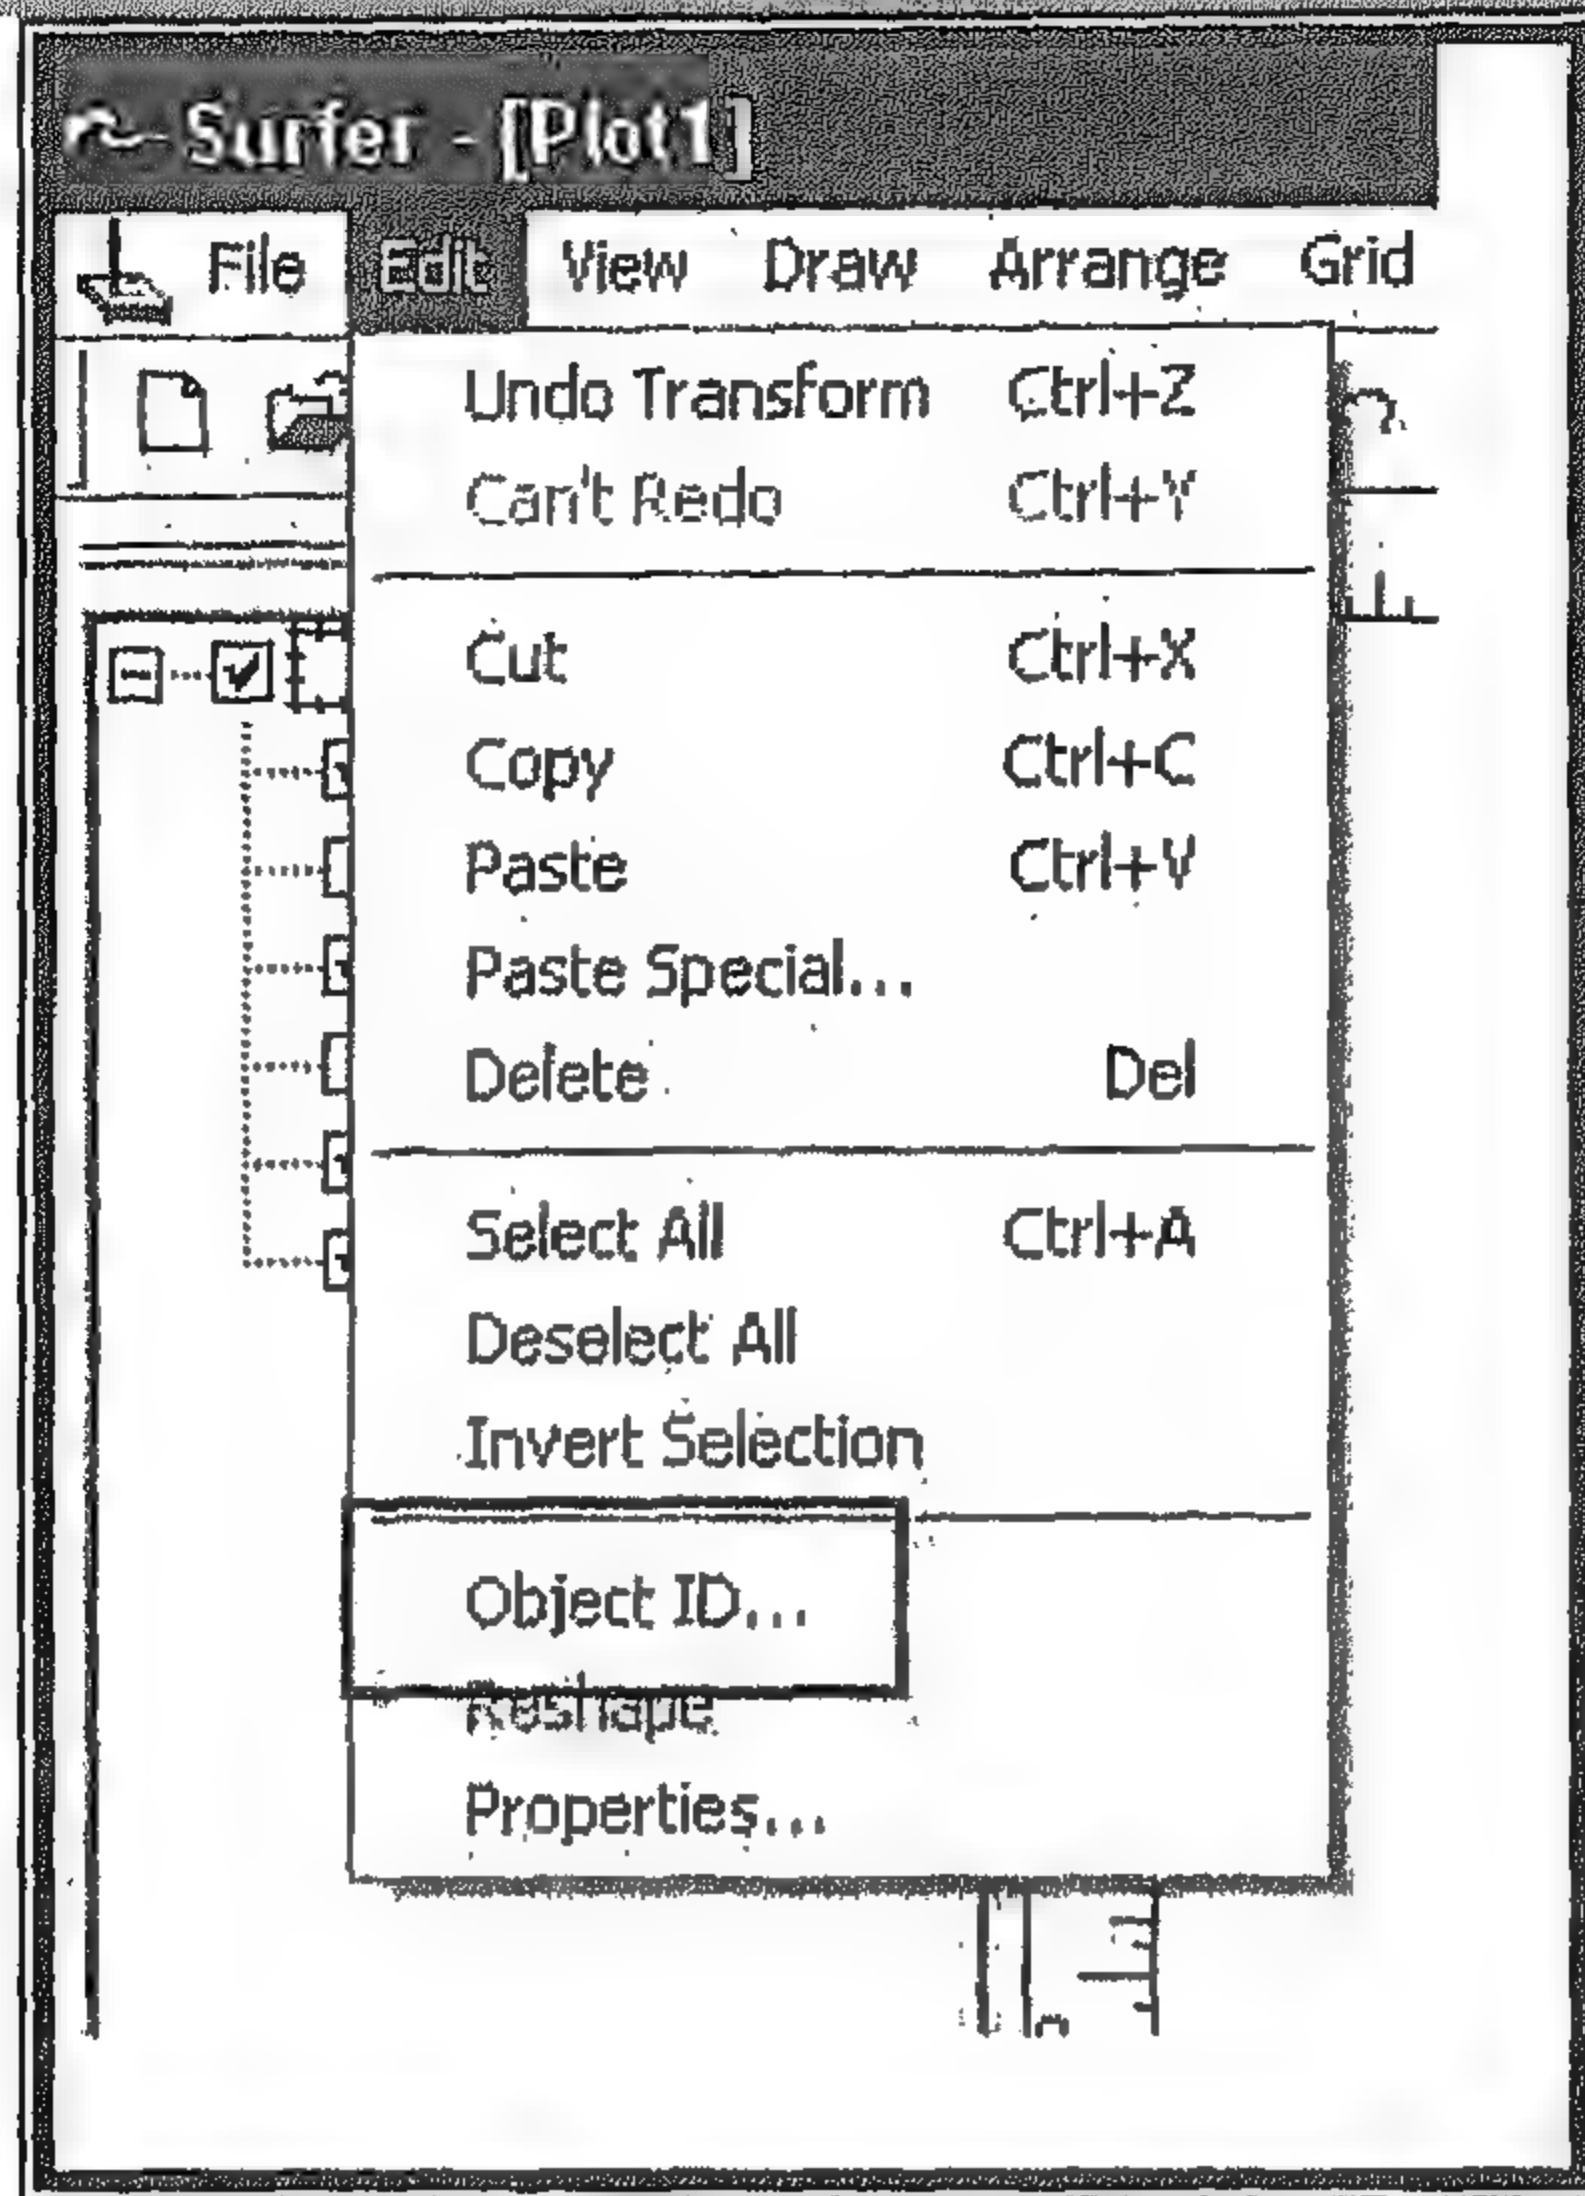 Surfer - [Plot1]
File Edit View Draw Arrange Grid
Undo Transform Ctrl+Z
Can't Redo Ctrl+Y
Cut Ctrl+X
Copy Ctrl+C
Paste Ctrl+V
Paste Special...
Delete Del
Select All Ctrl+A
Deselect All
Invert Selection
Object ID...
Reshape
Properties...